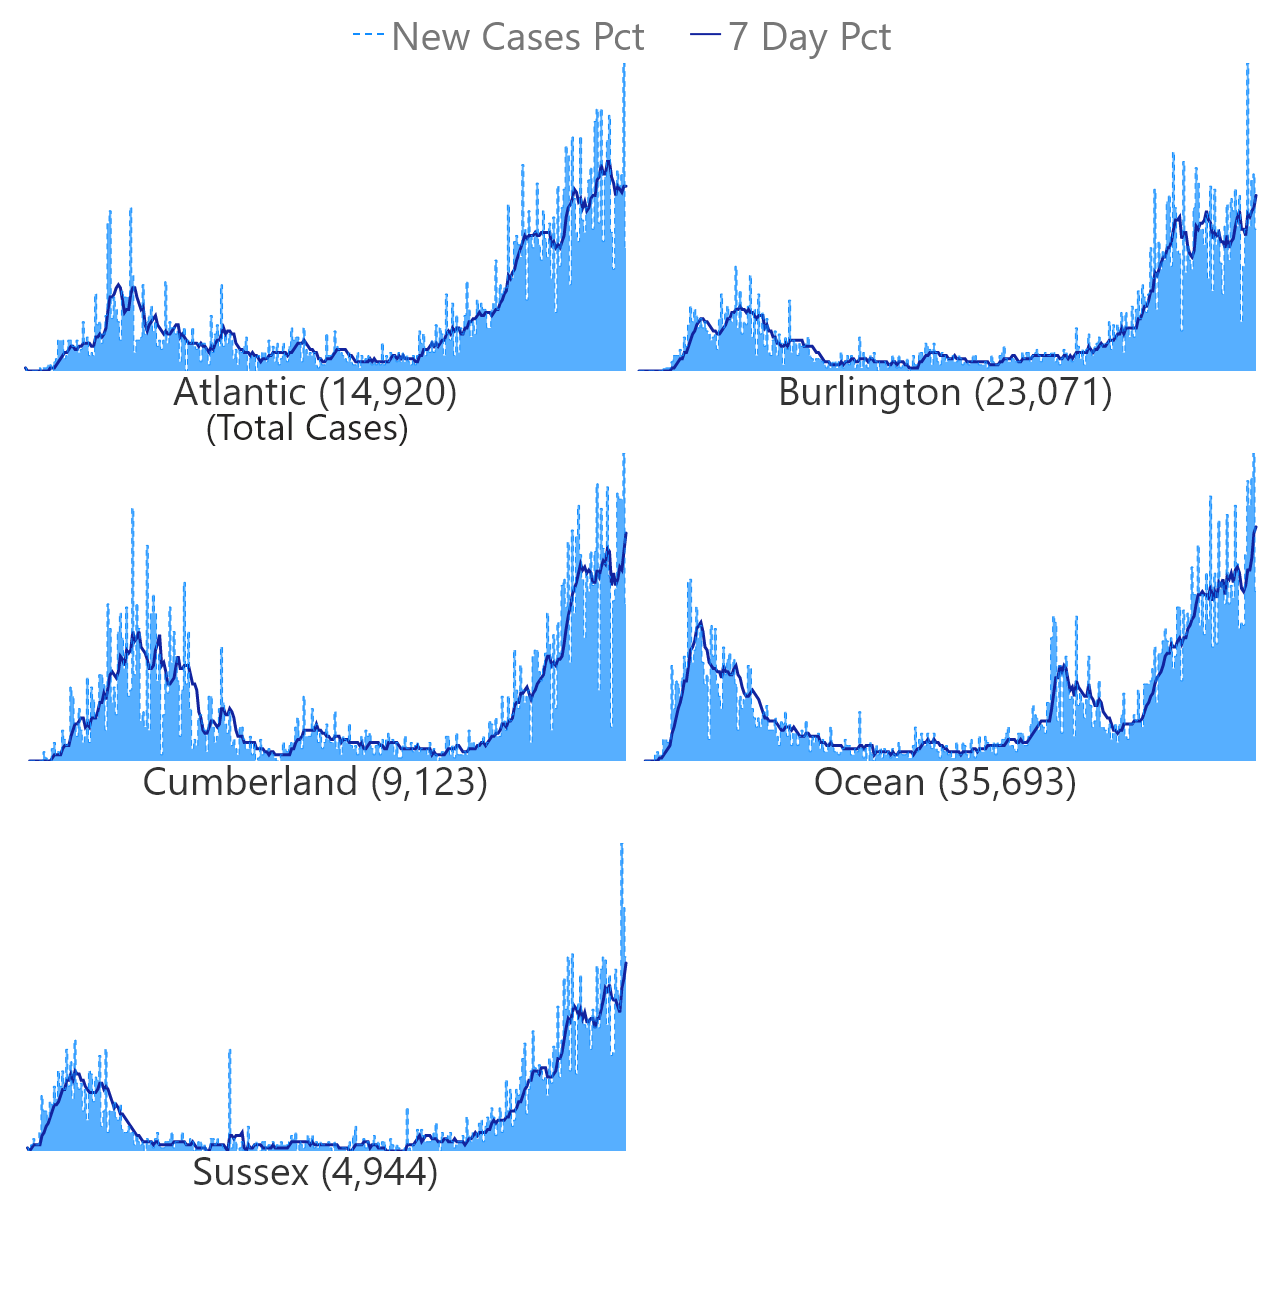 New Cases Pct 7 Day Pct
Atlantic (14,920)
(Total Cases)
Burlington (23,071)
Cumberland (9,123)
Ocean (35,693)
Sussex (4,944)